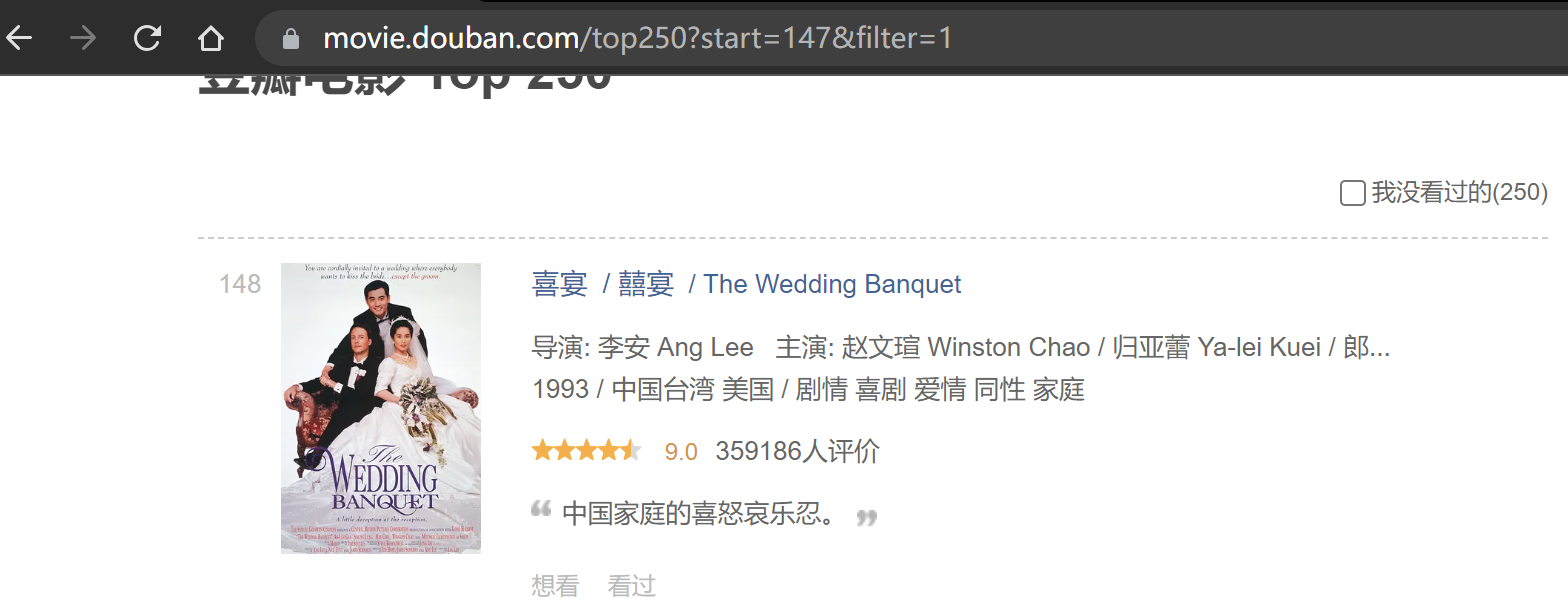 movie.douban.com/top250?start=147&filter=1
豆瓣电影 Top 250
我没看过的(250)
148
You are cordially invited to a wedding where everybody
wants to kiss the bride...except the groom.
The
WEDDING
BANQUET
A little deception at the reception.
喜宴 / 囍宴 / The Wedding Banquet
导演: 李安 Ang Lee 主演: 赵文瑄 Winston Chao / 归亚蕾 Ya-lei Kuei / 郎...
1993 / 中国台湾 美国 / 剧情 喜剧 爱情 同性 家庭
9.0 359186人评价
“ 中国家庭的喜怒哀乐忍。 ”
想看 看过